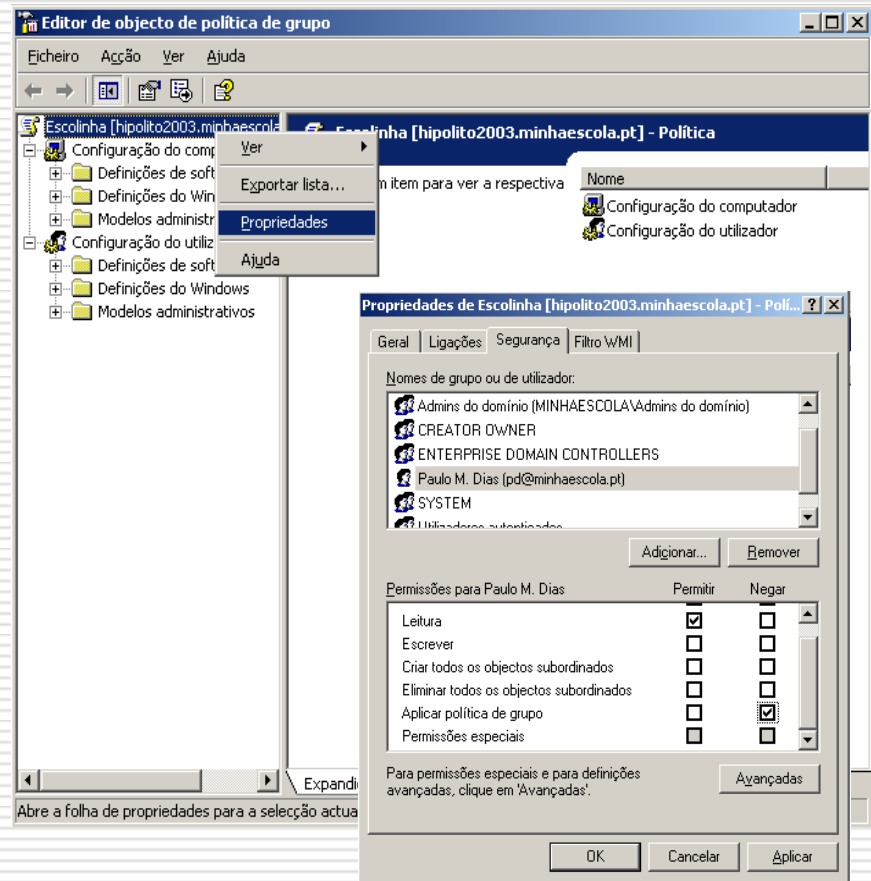 Editor de objecto de política de grupo
Ficheiro Acção Ver Ajuda
Escolinha [hipolito2003.minhaescola
Configuração do comp
Definições de soft
Definições do Win
Modelos administr
Configuração do utiliz
Definições de soft
Definições do Windows
Modelos administrativos
Ver
Exportar lista...
Propriedades
Ajuda
Escolinha [hipolito2003.minhaescola.pt] - Política
m item para ver a respectiva
Nome
Configuração do computador
Configuração do utilizador
Expandi
Abre a folha de propriedades para a selecção actua
Propriedades de Escolinha [hipolito2003.minhaescola.pt] - Polí...
Geral Ligações Segurança Filtro WMI
Nomes de grupo ou de utilizador:
Admins do domínio (MINHAESCOLA\Admins do domínio)
CREATOR OWNER
ENTERPRISE DOMAIN CONTROLLERS
Paulo M. Dias (pd@minhaescola.pt)
SYSTEM
Utilizadores autenticados
Adicionar... Remover
Permissões para Paulo M. Dias Permitir Negar
Leitura
Escrever
Criar todos os objectos subordinados
Eliminar todos os objectos subordinados
Aplicar política de grupo
Permissões especiais
Para permissões especiais e para definições
avançadas, clique em 'Avançadas'.
Avançadas
OK Cancelar Aplicar